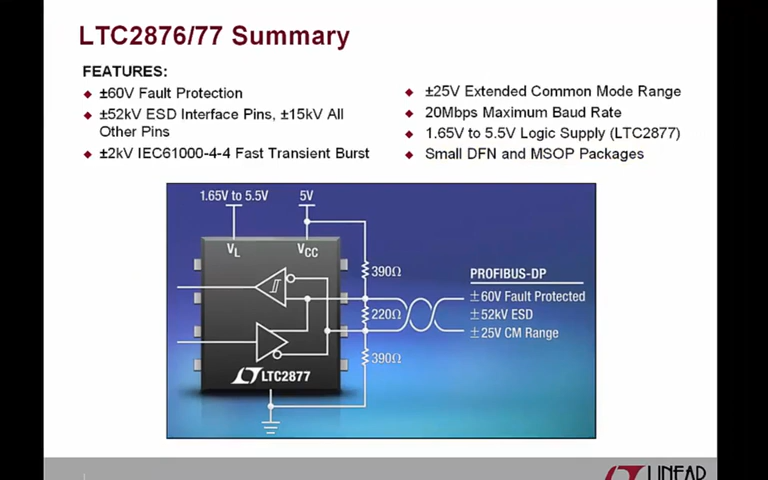 LTC2876/77 Summary
FEATURES:
±60V Fault Protection
±52kV ESD Interface Pins, ±15kV All
Other Pins
±2kV IEC61000-4-4 Fast Transient Burst
±25V Extended Common Mode Range
20Mbps Maximum Baud Rate
1.65V to 5.5V Logic Supply (LTC2877)
Small DFN and MSOP Packages
1.65V to 5.5V
5V
VL
VCC
390Ω
220Ω
390Ω
LTC2877
PROFIBUS-DP
±60V Fault Protected
±52kV ESD
±25V CM Range
LINEAR